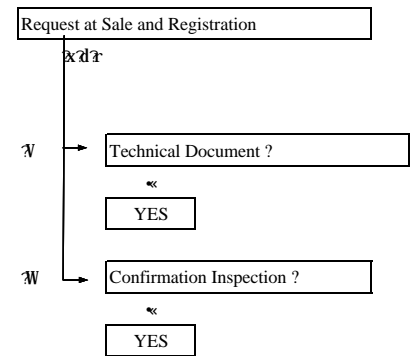 Request at Sale and Registration
Technical Document ?
YES
Confirmation Inspection ?
YES